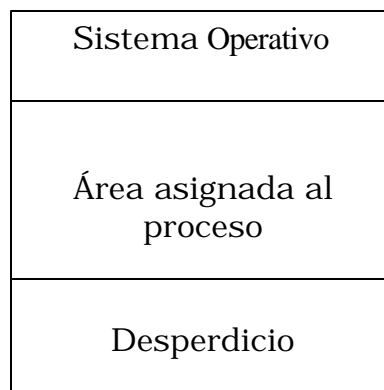 Sistema Operativo
Área asignada al
proceso
Desperdicio